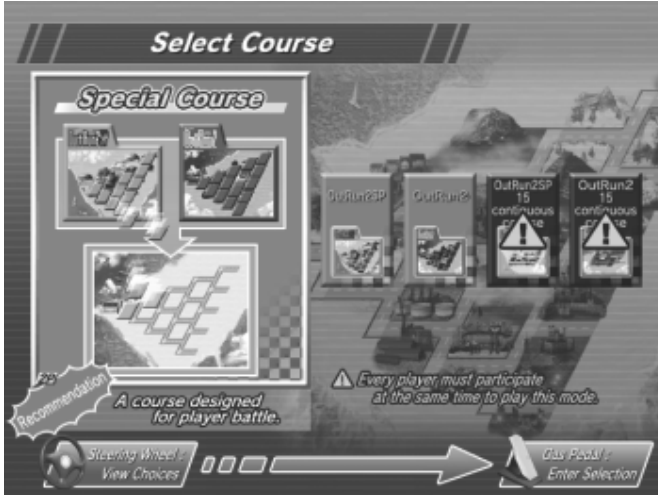 Select Course
Special Course
OutRun2SP
OutRun2
OutRun2SP
15
continuous
course
OutRun2
15
continuous
course
Every player must participate
at the same time to play this mode.
Recommendation
A course designed
for player battle.
Steering Wheel :
View Choices
Gas Pedal :
Enter Selection